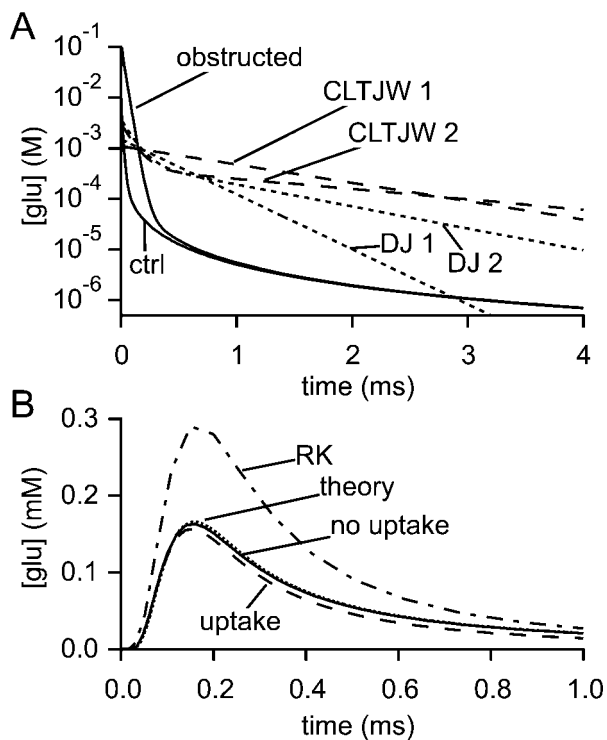 A
10⁻¹
10⁻²
10⁻³
10⁻⁴
10⁻⁵
10⁻⁶
[glu] (M)
obstructed
CLTJW 1
CLTJW 2
DJ 1
DJ 2
ctrl
0 1 2 3 4
time (ms)
B
0.3
0.2
0.1
0.0
[glu] (mM)
RK
theory
no uptake
uptake
0.0 0.2 0.4 0.6 0.8 1.0
time (ms)